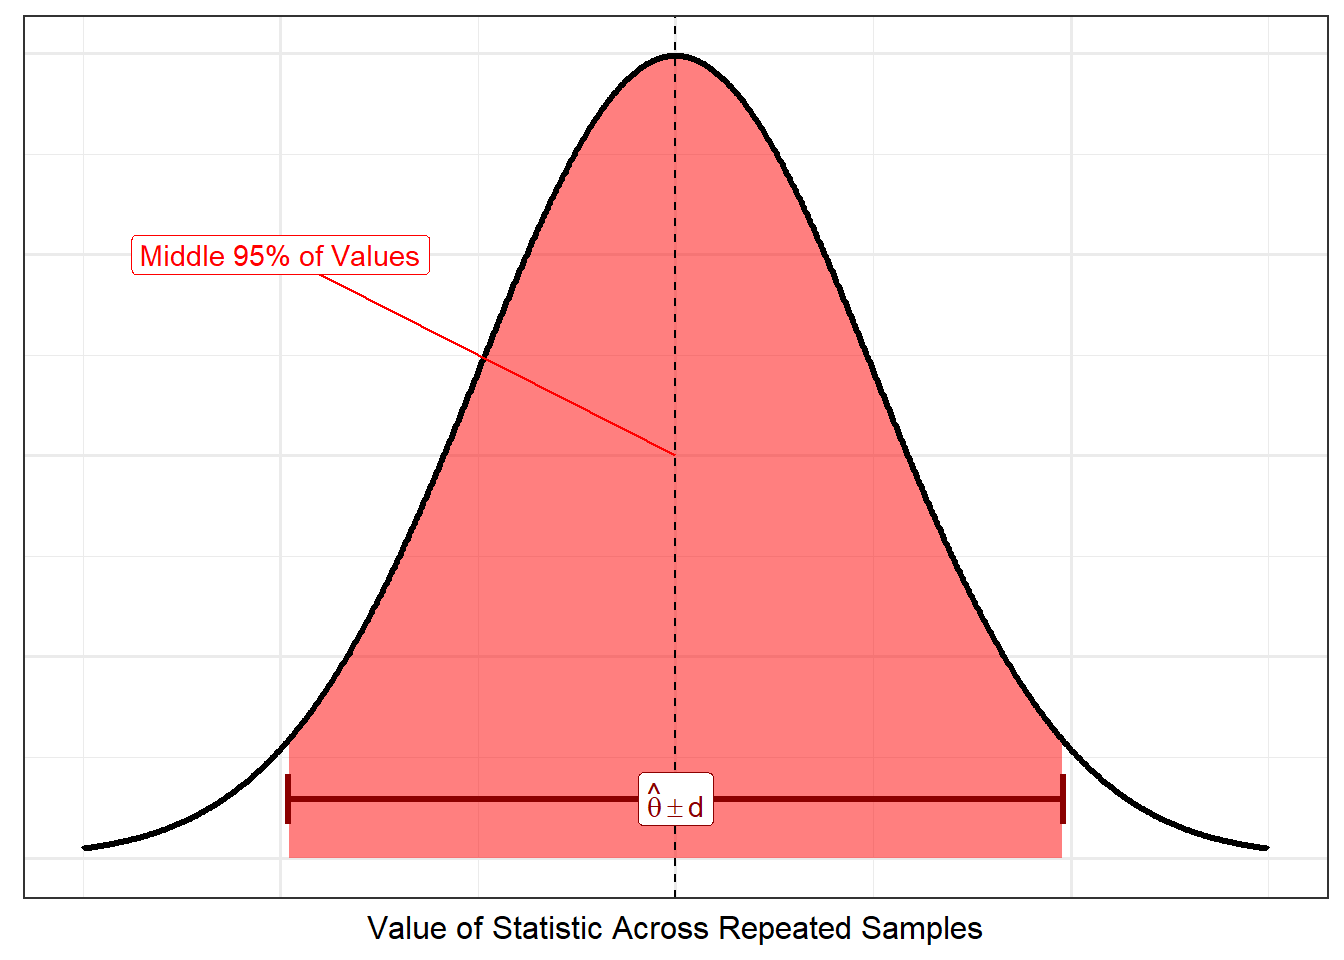 Middle 95% of Values
θ̂ ± d
Value of Statistic Across Repeated Samples